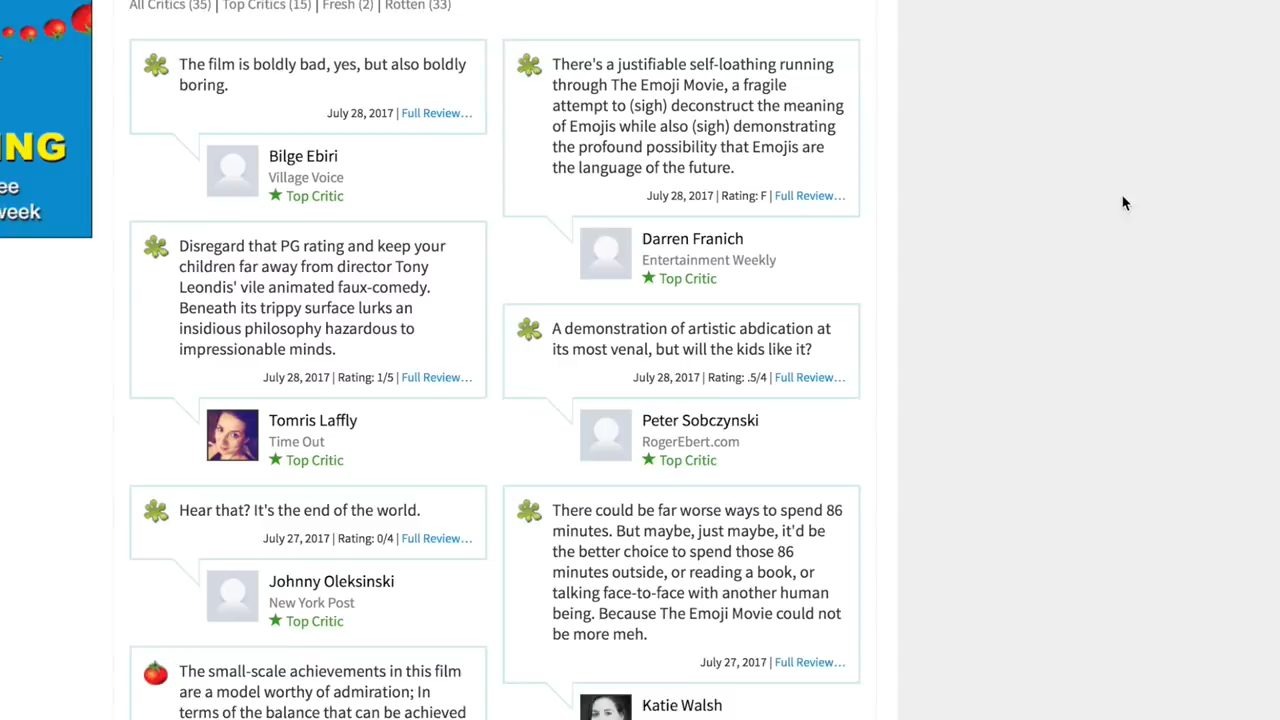 All Critics (35) | Top Critics (15) | Fresh (2) | Rotten (33)
ING
ee
week
The film is boldly bad, yes, but also boldly
boring.
July 28, 2017 | Full Review…
Bilge Ebiri
Village Voice
Top Critic
Disregard that PG rating and keep your
children far away from director Tony
Leondis' vile animated faux-comedy.
Beneath its trippy surface lurks an
insidious philosophy hazardous to
impressionable minds.
July 28, 2017 | Rating: 1/5 | Full Review…
Tomris Laffly
Time Out
Top Critic
Hear that? It's the end of the world.
July 27, 2017 | Rating: 0/4 | Full Review…
Johnny Oleksinski
New York Post
Top Critic
The small-scale achievements in this film
are a model worthy of admiration; In
terms of the balance that can be achieved
There's a justifiable self-loathing running
through The Emoji Movie, a fragile
attempt to (sigh) deconstruct the meaning
of Emojis while also (sigh) demonstrating
the profound possibility that Emojis are
the language of the future.
July 28, 2017 | Rating: F | Full Review…
Darren Franich
Entertainment Weekly
Top Critic
A demonstration of artistic abdication at
its most venal, but will the kids like it?
July 28, 2017 | Rating: .5/4 | Full Review…
Peter Sobczynski
RogerEbert.com
Top Critic
There could be far worse ways to spend 86
minutes. But maybe, just maybe, it'd be
the better choice to spend those 86
minutes outside, or reading a book, or
talking face-to-face with another human
being. Because The Emoji Movie could not
be more meh.
July 27, 2017 | Full Review…
Katie Walsh